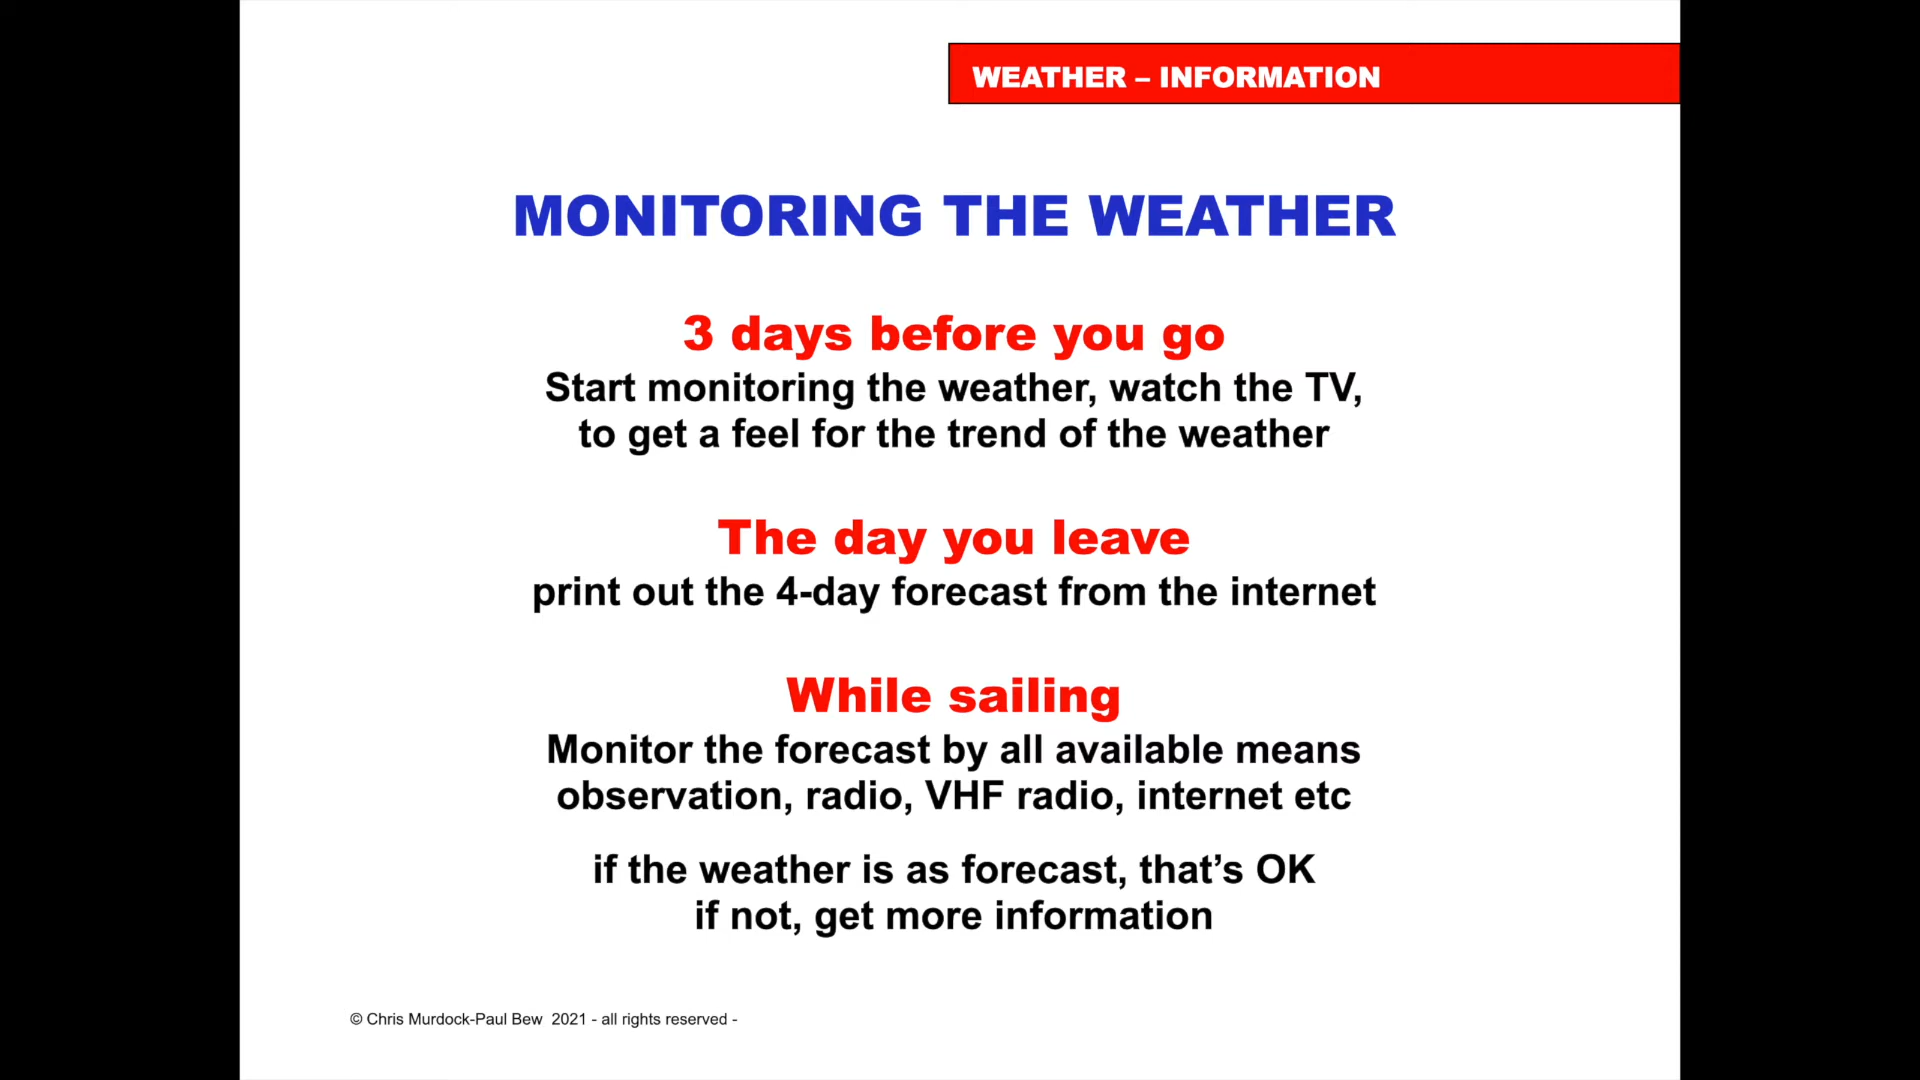 WEATHER – INFORMATION
MONITORING THE WEATHER
3 days before you go
Start monitoring the weather, watch the TV,
to get a feel for the trend of the weather
The day you leave
print out the 4-day forecast from the internet
While sailing
Monitor the forecast by all available means
observation, radio, VHF radio, internet etc
if the weather is as forecast, that’s OK
if not, get more information
© Chris Murdock-Paul Bew 2021 - all rights reserved -